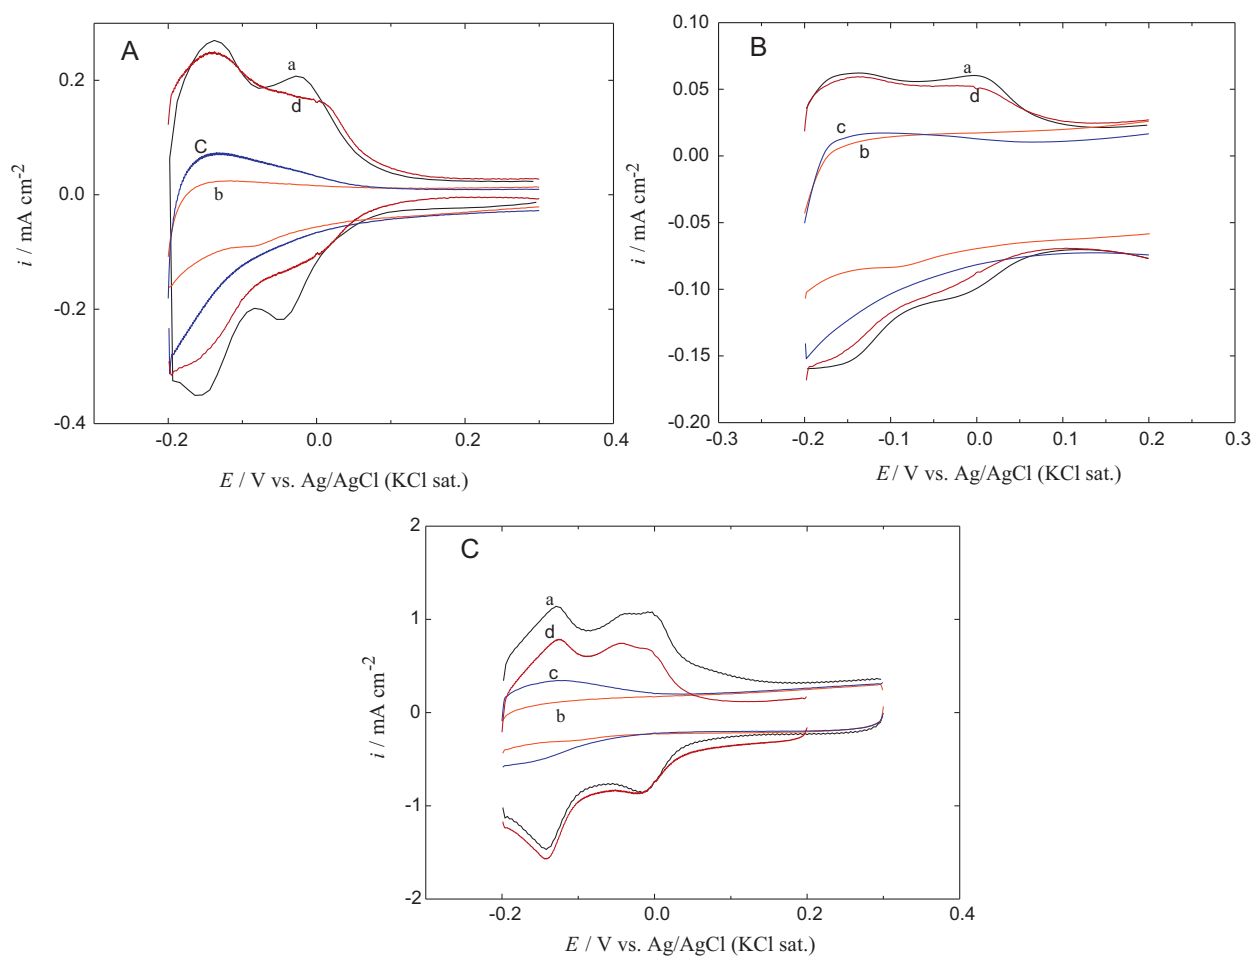 A
a
d
C
b
0.2
0.0
-0.2
-0.4
-0.2
0.0
0.2
0.4
i / mA cm-2
E / V vs. Ag/AgCl (KCl sat.)
B
a
d
c
b
0.10
0.05
0.00
-0.05
-0.10
-0.15
-0.20
-0.3
-0.2
-0.1
0.0
0.1
0.2
0.3
i / mA cm-2
E / V vs. Ag/AgCl (KCl sat.)
C
a
d
c
b
2
1
0
-1
-2
-0.2
0.0
0.2
0.4
i / mA cm-2
E / V vs. Ag/AgCl (KCl sat.)